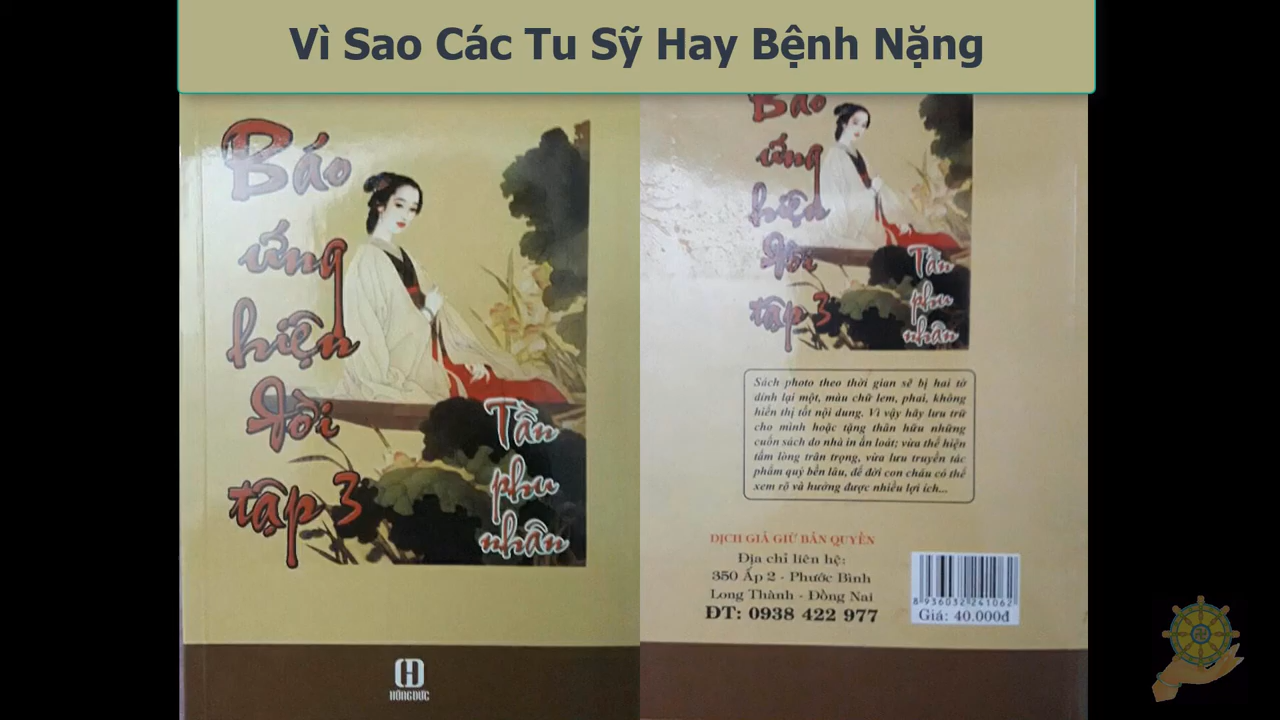 Vì Sao Các Tu Sỹ Hay Bệnh Nặng
Báo
ứng
hiện
đời
tập 3
Tần
phu
nhân
HỒNG ĐỨC
Báo
ứng
hiện
đời
tập 3
Tần
phu
nhân
Sách photo theo thời gian sẽ bị hai tờ
dính lại một, màu chữ lem, phai, không
hiển thị tốt nội dung. Vì vậy hãy lưu trữ
cho mình hoặc tặng thân hữu những
cuốn sách do nhà in ấn loát; vừa thể hiện
tấm lòng trân trọng, vừa lưu truyền tác
phẩm quý bền lâu, để đời con cháu có thể
xem rõ và hưởng được nhiều lợi ích...
DỊCH GIẢ GIỮ BẢN QUYỀN
Địa chỉ liên hệ:
350 Ấp 2 - Phước Bình
Long Thành - Đồng Nai
ĐT: 0938 422 977
8 936032 241062
Giá: 40.000đ